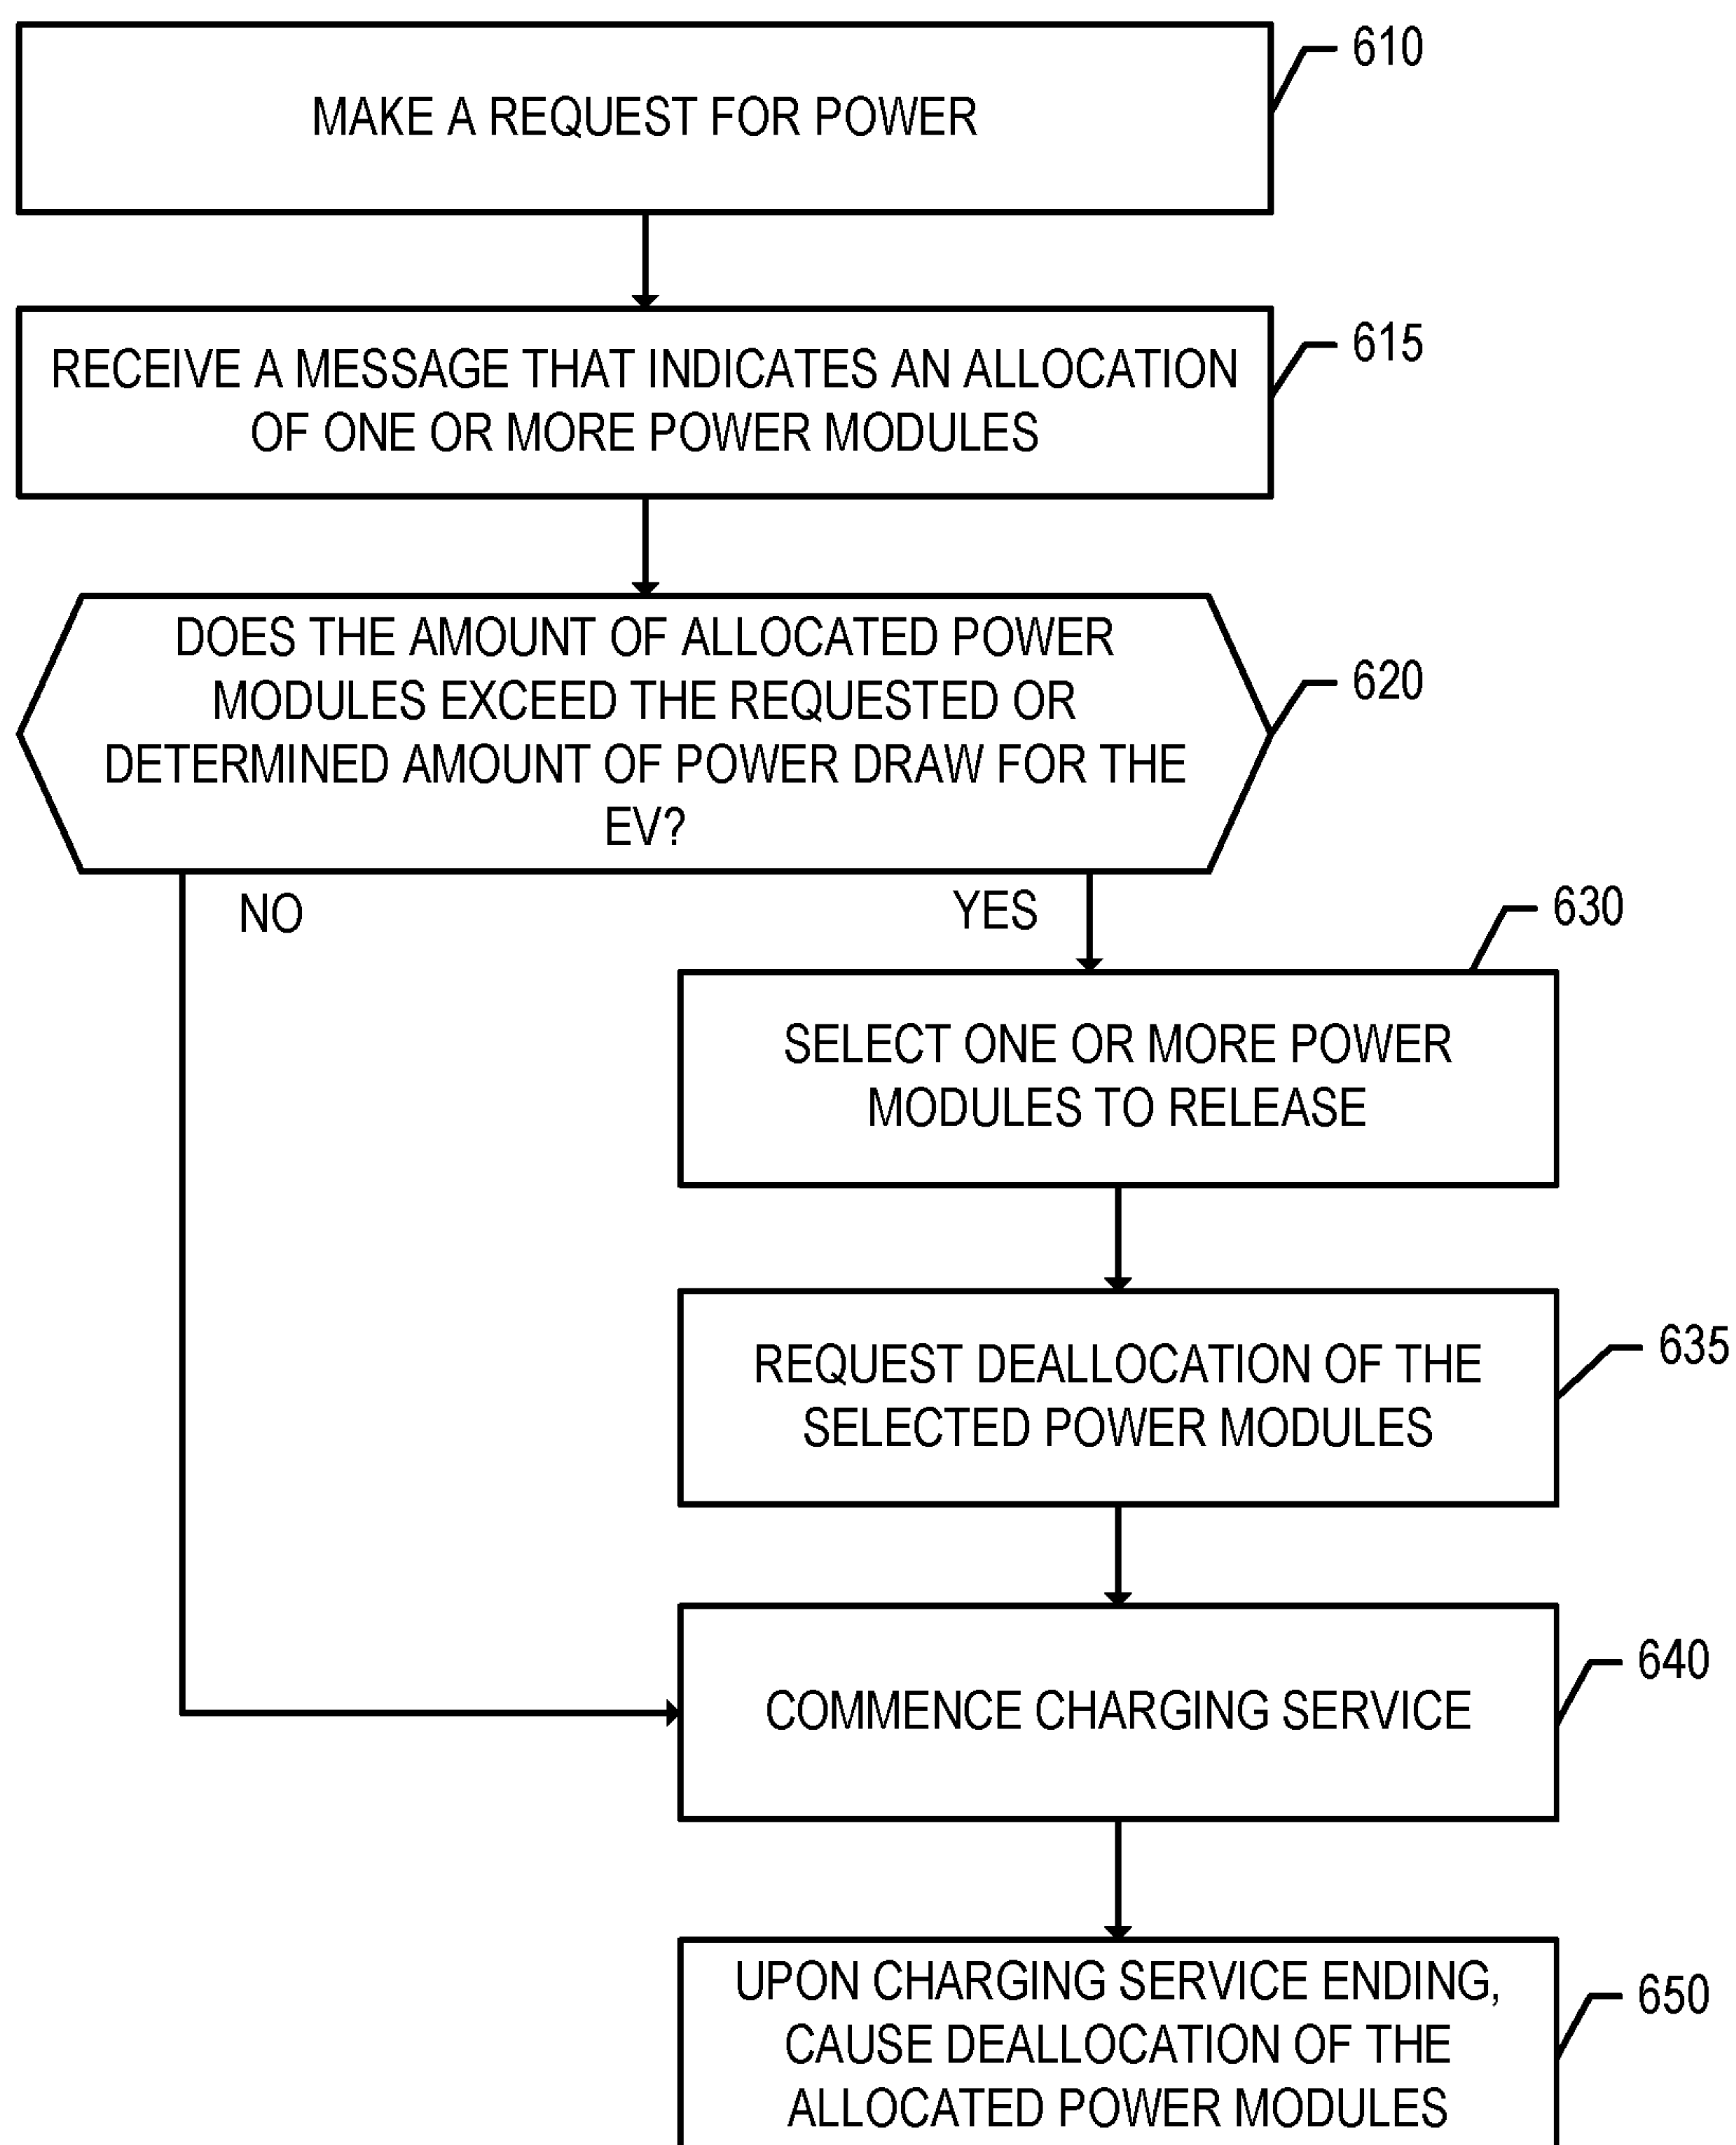 610
MAKE A REQUEST FOR POWER
615
RECEIVE A MESSAGE THAT INDICATES AN ALLOCATION
OF ONE OR MORE POWER MODULES
DOES THE AMOUNT OF ALLOCATED POWER
MODULES EXCEED THE REQUESTED OR
DETERMINED AMOUNT OF POWER DRAW FOR THE
EV?
620
NO
YES
630
SELECT ONE OR MORE POWER
MODULES TO RELEASE
635
REQUEST DEALLOCATION OF THE
SELECTED POWER MODULES
640
COMMENCE CHARGING SERVICE
650
UPON CHARGING SERVICE ENDING,
CAUSE DEALLOCATION OF THE
ALLOCATED POWER MODULES